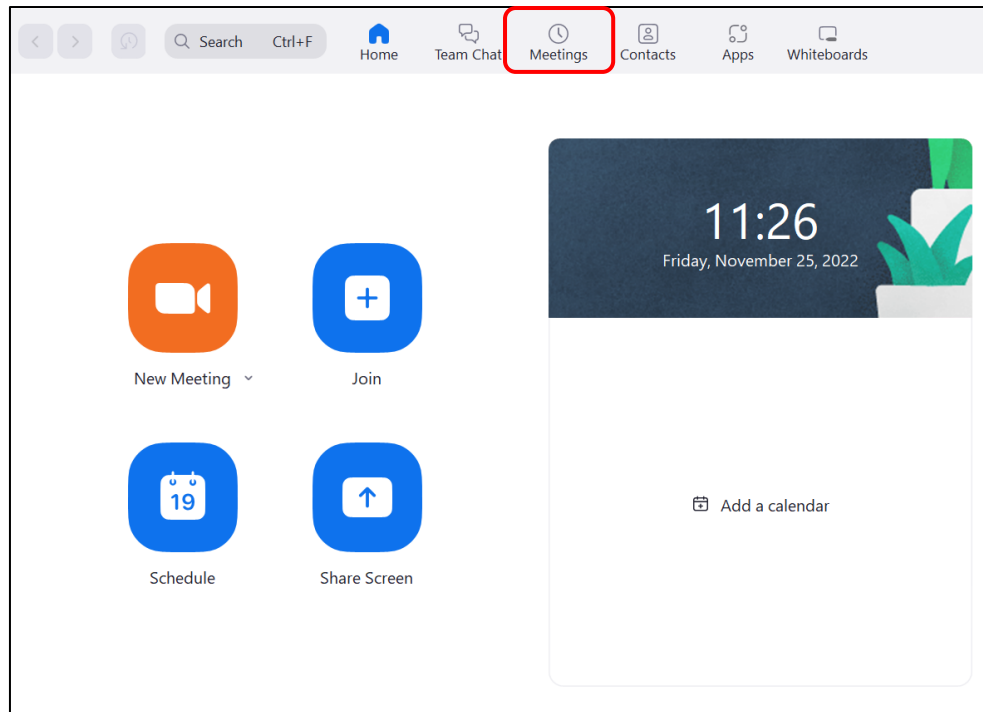 Search Ctrl+F
Home
Team Chat
Meetings
Contacts
Apps
Whiteboards
11:26
Friday, November 25, 2022
New Meeting
Join
19
Schedule
Share Screen
Add a calendar